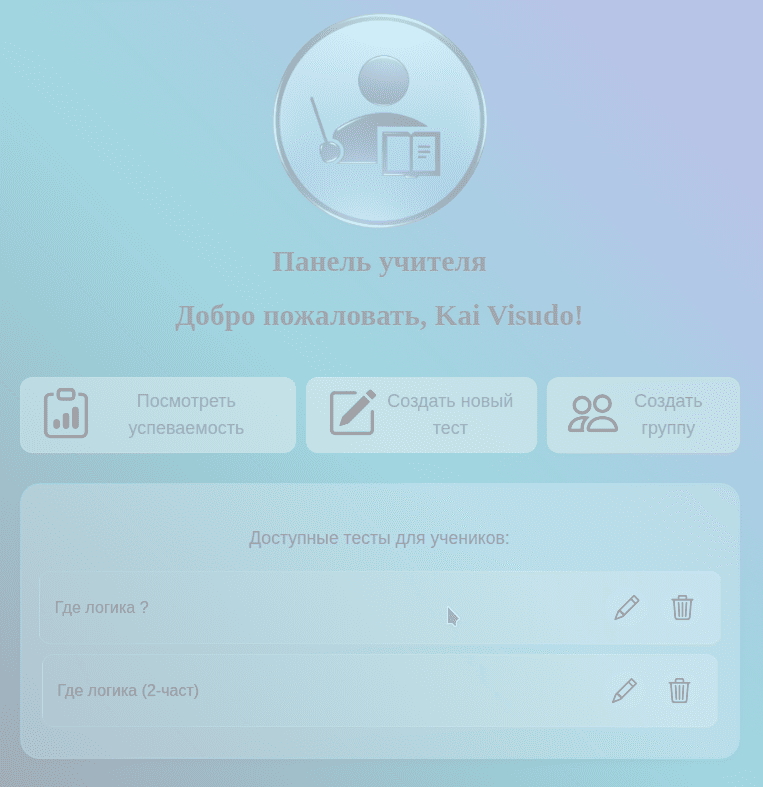 Панель учителя
Добро пожаловать, Kai Visudo!
Посмотреть
успеваемость
Создать новый
тест
Создать
группу
Доступные тесты для учеников:
Где логика ?
Где логика (2-част)